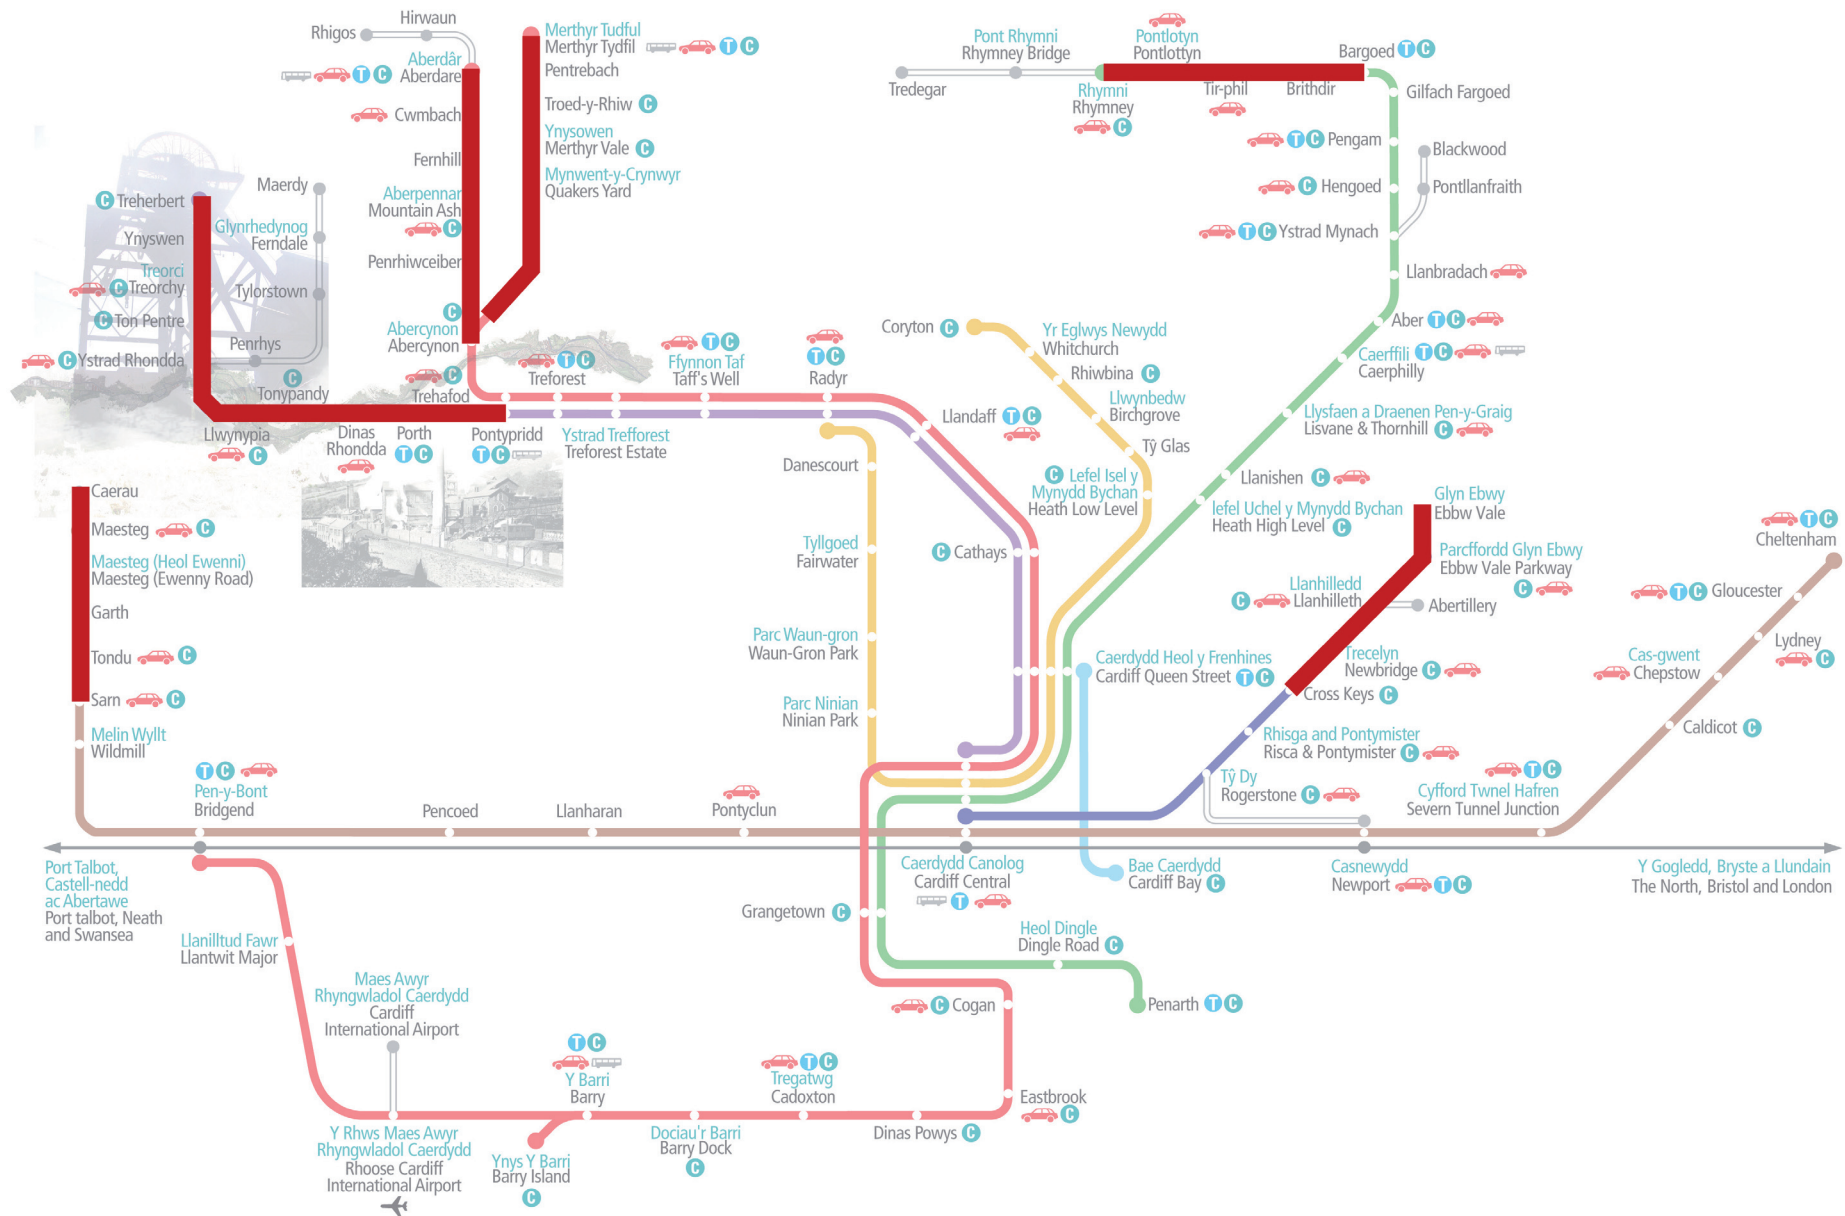 Hirwaun
Rhigos
Aberdâr
Aberdare
T C
Cwmbach
Fernhill
Aberpennar
Mountain Ash
C
Penrhiwceiber
C
Abercynon
Abercynon
Merthyr Tudful
Merthyr Tydfil T C
Pentrebach
Troed-y-Rhiw C
Ynysowen
Merthyr Vale C
Mynwent-y-Crynwyr
Quakers Yard
Maerdy
C Treherbert
Glynrhedynog
Ferndale
Ynyswen
Treorci
C Treorchy
Tylorstown
C Ton Pentre
Penrhys
C Ystrad Rhondda
C
Tonypandy
C
Trehafod
Llwynypia
C
Dinas
Rhondda
Porth
T C
Pontypridd
T C
T C
Treforest
Ystrad Trefforest
Treforest Estate
T C
Ffynnon Taf
Taff's Well
T C
Radyr
Llandaff T C
Danescourt
Tyllgoed
Fairwater
Parc Waun-gron
Waun-Gron Park
Parc Ninian
Ninian Park
C Cathays
Coryton C
Yr Eglwys Newydd
Whitchurch
Rhiwbina C
Llwynbedw
Birchgrove
Tŷ Glas
C Lefel Isel y
Mynydd Bychan
Heath Low Level
Pont Rhymni
Rhymney Bridge
Tredegar
Pontlotyn
Pontlottyn
Rhymni
Rhymney
C
Tir-phil
Brithdir
Bargoed T C
Gilfach Fargoed
T C Pengam
Blackwood
C Hengoed
Pontllanfraith
T C Ystrad Mynach
Llanbradach
Aber T C
Caerffili T C
Caerphilly
Llysfaen a Draenen Pen-y-Graig
Lisvane & Thornhill C
Llanishen C
lefel Uchel y Mynydd Bychan
Heath High Level C
Glyn Ebwy
Ebbw Vale
Parcffordd Glyn Ebwy
Ebbw Vale Parkway
C
Llanhilledd
C Llanhilleth
Abertillery
Trecelyn
Newbridge C
Cross Keys C
Rhisga and Pontymister
Risca & Pontymister C
Tŷ Dy
Rogerstone C
Caerdydd Heol y Frenhines
Cardiff Queen Street T C
T C
Cheltenham
T C Gloucester
Lydney
C
Cas-gwent
Chepstow
Caldicot C
T C
Cyfford Twnel Hafren
Severn Tunnel Junction
Caerau
Maesteg C
Maesteg (Heol Ewenni)
Maesteg (Ewenny Road)
Garth
Tondu C
Sarn C
Melin Wyllt
Wildmill
T C
Pen-y-Bont
Bridgend
Pencoed
Llanharan
Pontyclun
Port Talbot,
Castell-nedd
ac Abertawe
Port talbot, Neath
and Swansea
Caerdydd Canolog
Cardiff Central
T
Bae Caerdydd
Cardiff Bay C
Casnewydd
Newport T C
Y Gogledd, Bryste a Llundain
The North, Bristol and London
Grangetown C
Heol Dingle
Dingle Road C
Penarth T C
C Cogan
Eastbrook
C
Dinas Powys C
T C
Tregatwg
Cadoxton
Dociau'r Barri
Barry Dock
C
T C
Y Barri
Barry
Ynys Y Barri
Barry Island
C
Llanilltud Fawr
Llantwit Major
Maes Awyr
Rhyngwladol Caerdydd
Cardiff
International Airport
Y Rhws Maes Awyr
Rhyngwladol Caerdydd
Rhoose Cardiff
International Airport